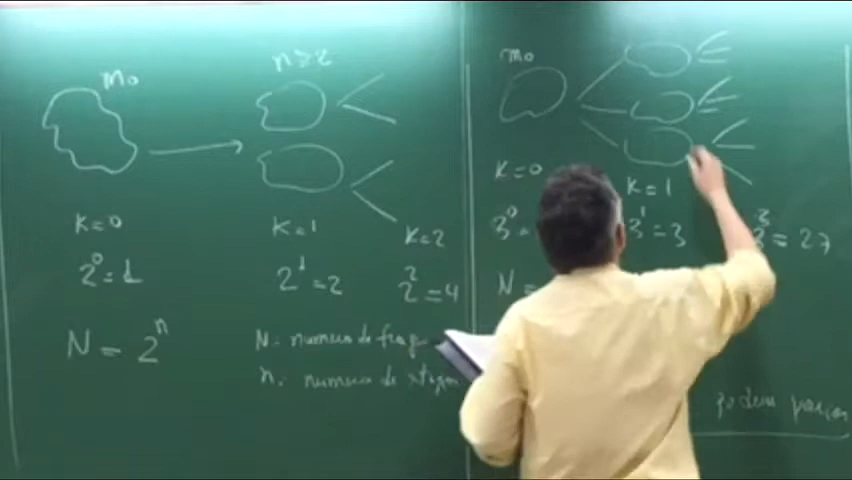 m₀
n≥2
K=0
K=1
K=2
2⁰=1
2¹=2
2²=4
N = 2ⁿ
N. numero de frag
n. numero de
m₀
K=0
K=1
3⁰=
3¹=3
3³=27
N=
podem